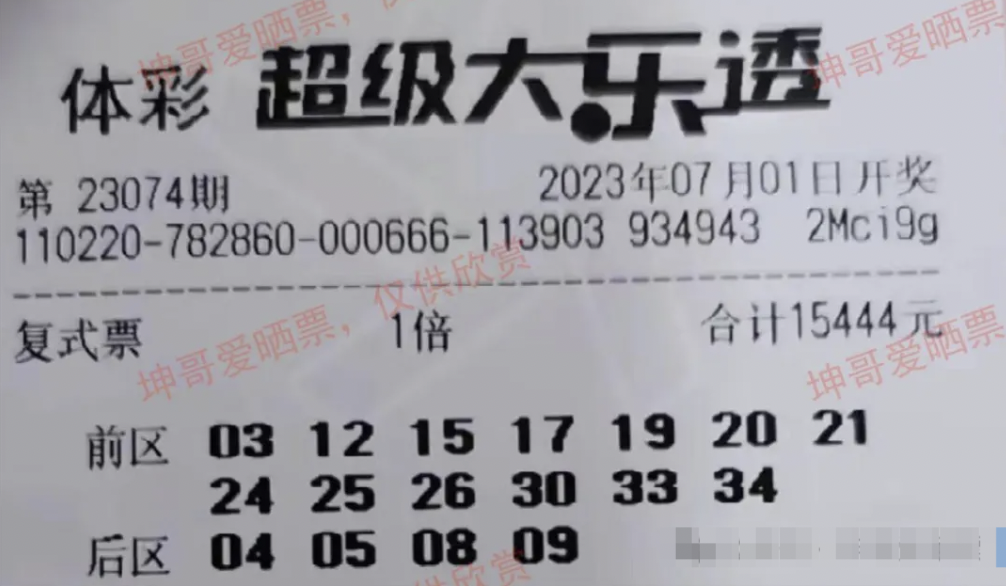 坤哥爱晒票，仅
坤哥爱晒票
体彩 超级大乐透
第 23074期 2023年07月01日开奖
110220-782860-000666-113903 934943 2Mci9g
坤哥爱晒票，仅供欣赏
坤哥爱晒票
复式票 1倍 合计15444元
前区 03 12 15 17 19 20 21
24 25 26 30 33 34
后区 04 05 08 09
仅供欣赏